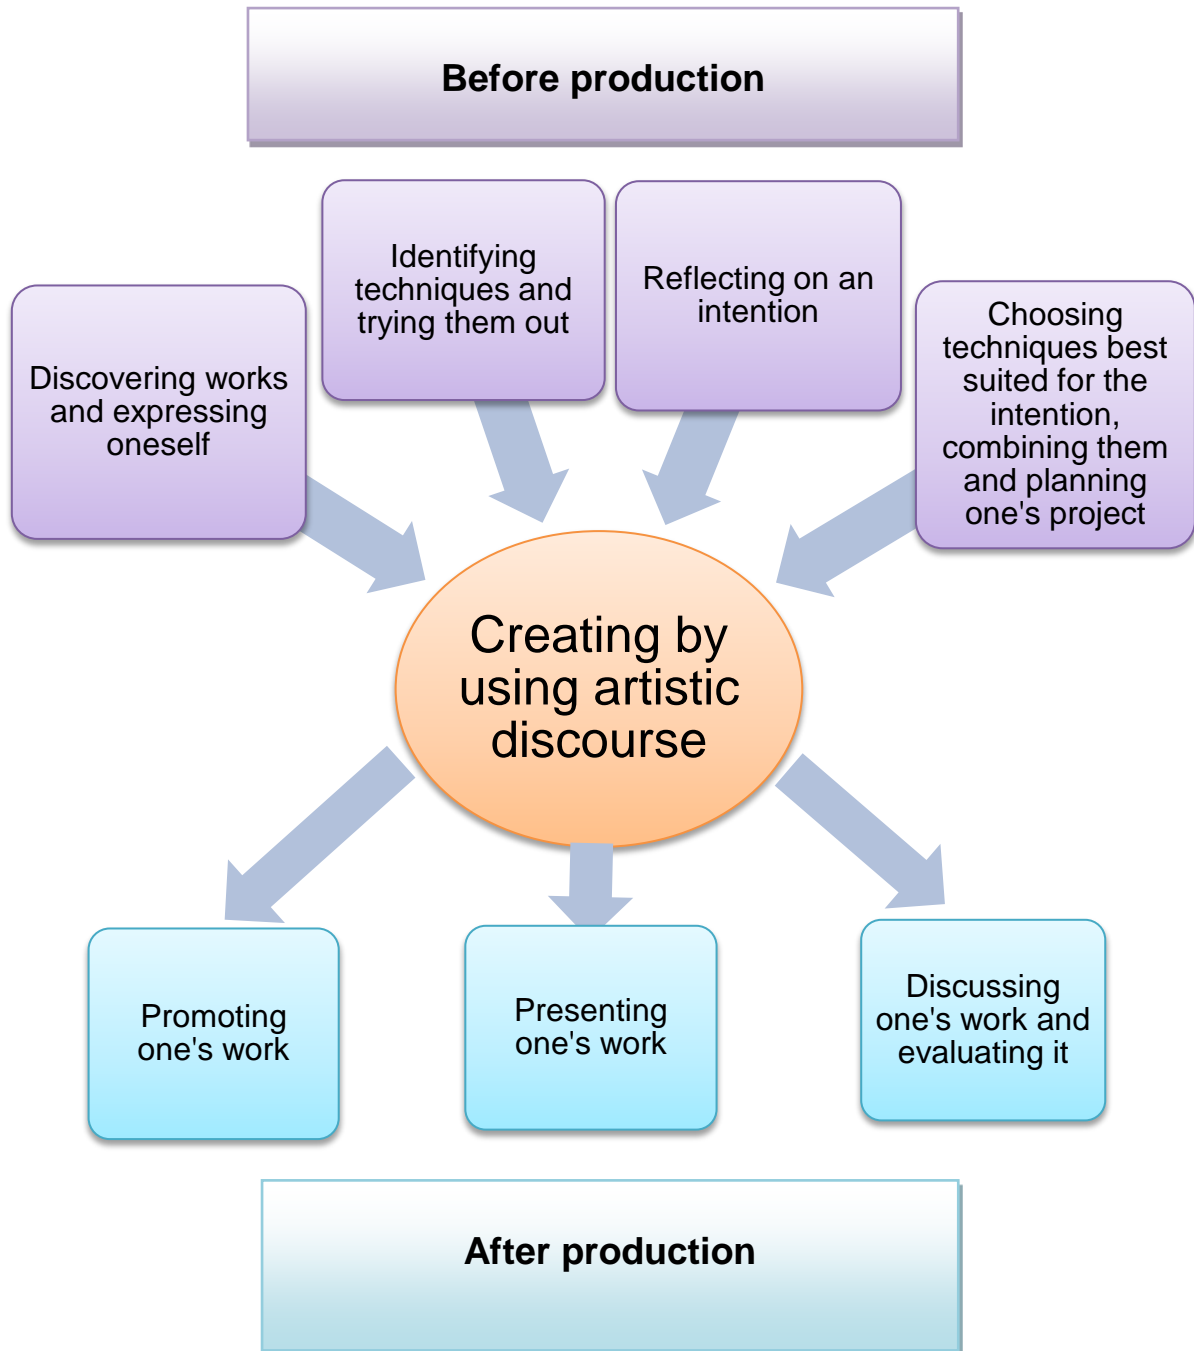 Before production
Discovering works
and expressing
oneself
Identifying
techniques and
trying them out
Reflecting on an
intention
Choosing
techniques best
suited for the
intention,
combining them
and planning
one's project
Creating by
using artistic
discourse
Promoting
one's work
Presenting
one's work
Discussing
one's work and
evaluating it
After production